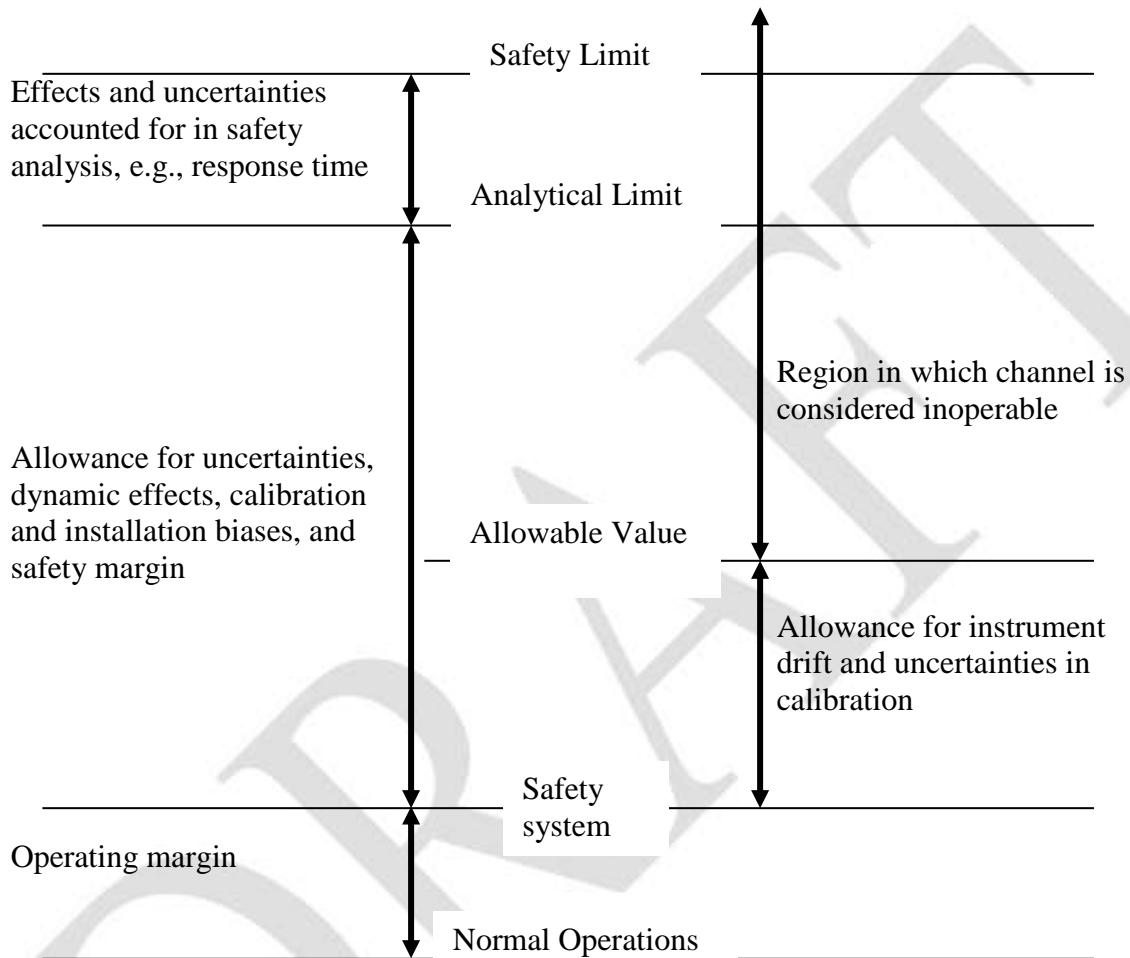 Safety Limit
Effects and uncertainties
accounted for in safety
analysis, e.g., response time
Analytical Limit
Region in which channel is
considered inoperable
Allowance for uncertainties,
dynamic effects, calibration
and installation biases, and
safety margin
Allowable Value
Allowance for instrument
drift and uncertainties in
calibration
Safety
system
Operating margin
Normal Operations
DRAFT